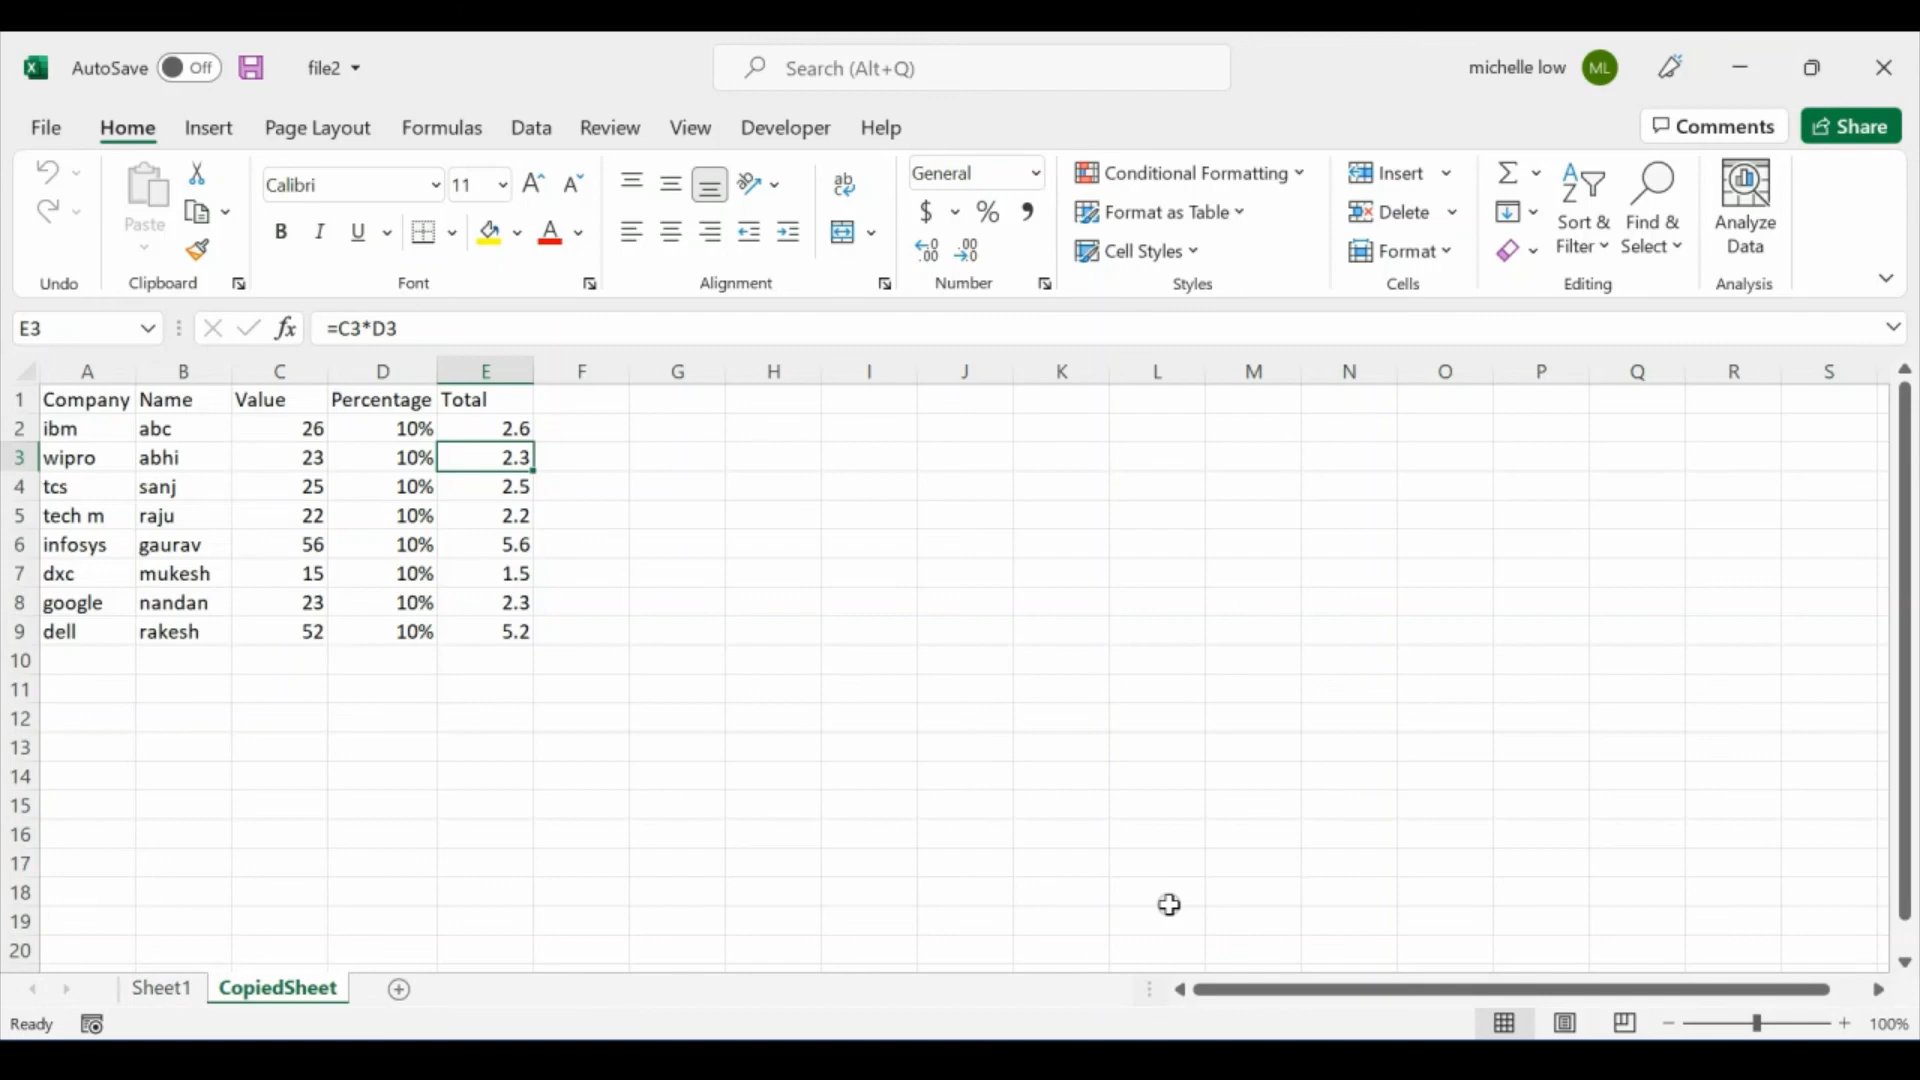 AutoSave Off file2 Search (Alt+Q) michelle low ML
File Home Insert Page Layout Formulas Data Review View Developer Help Comments Share
Paste Calibri 11 A A ab General Conditional Formatting Insert Σ A Z
B I U A $ % , Format as Table Delete Sort & Find & Analyze
.00 .00 Cell Styles Format Filter Select Data
Undo Clipboard Font Alignment Number Styles Cells Editing Analysis
E3 fx =C3*D3
A B C D E F G H I J K L M N O P Q R S
1 Company Name Value Percentage Total
2 ibm abc 26 10% 2.6
3 wipro abhi 23 10% 2.3
4 tcs sanj 25 10% 2.5
5 tech m raju 22 10% 2.2
6 infosys gaurav 56 10% 5.6
7 dxc mukesh 15 10% 1.5
8 google nandan 23 10% 2.3
9 dell rakesh 52 10% 5.2
10
11
12
13
14
15
16
17
18
19
20
Sheet1 CopiedSheet
Ready 100%